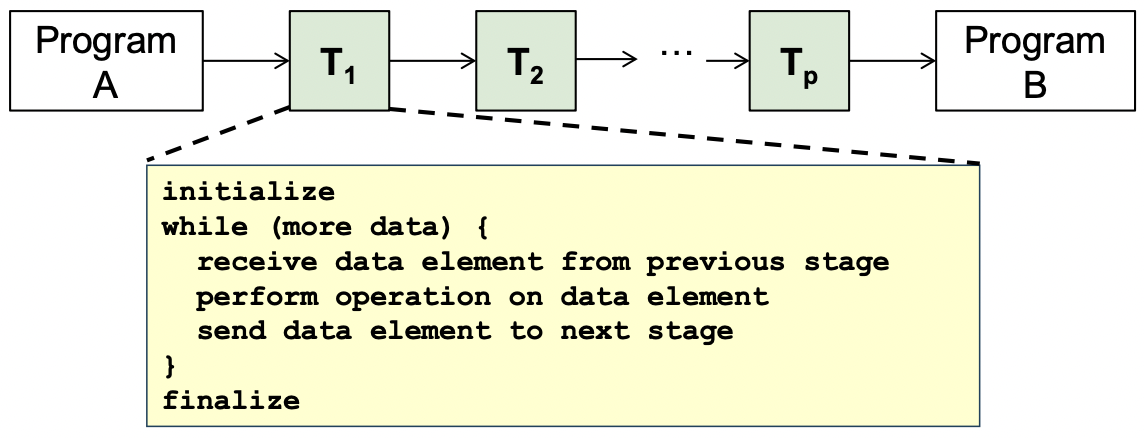 Program A
T1
T2
...
Tp
Program B
initialize
while (more data) {
  receive data element from previous stage
  perform operation on data element
  send data element to next stage
}
finalize